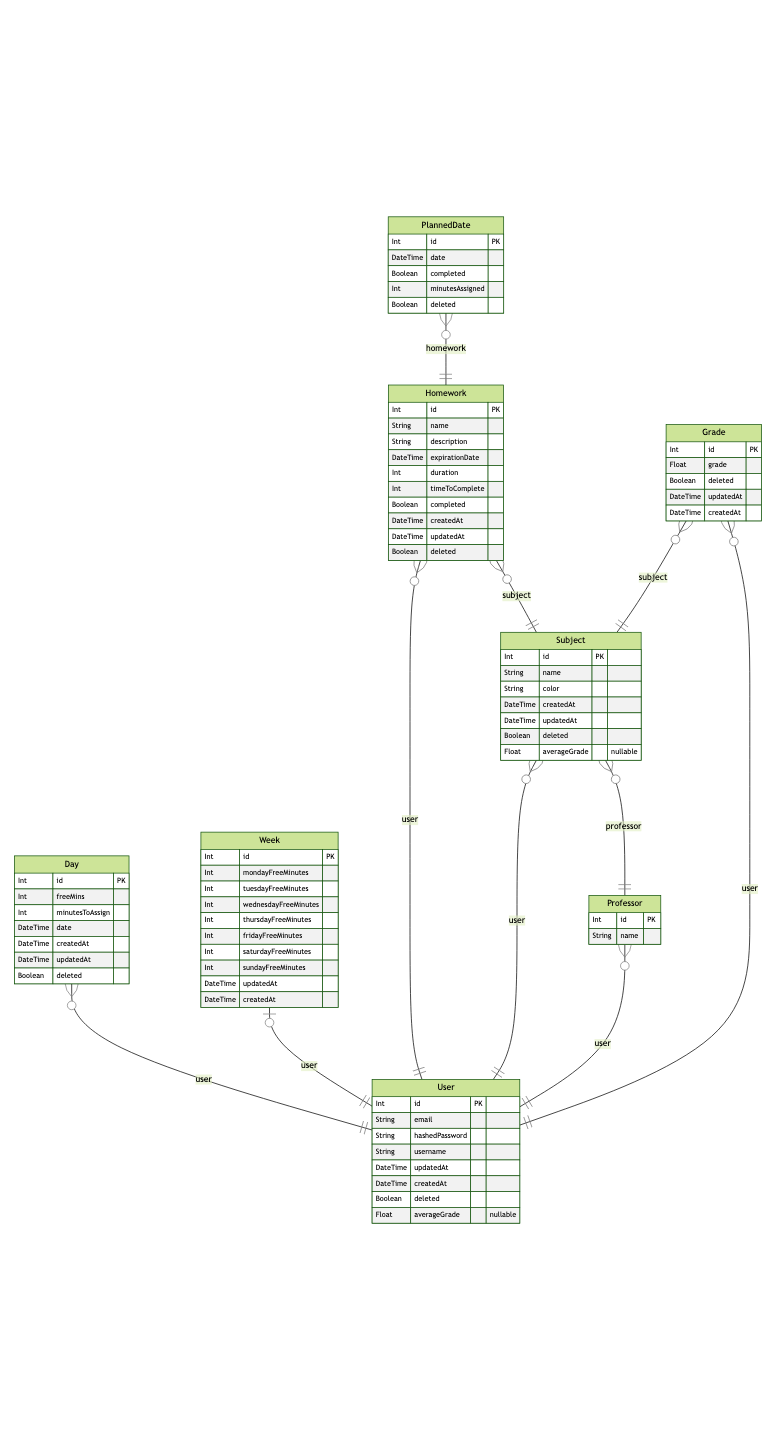 PlannedDate
Int id PK
DateTime date
Boolean completed
Int minutesAssigned
Boolean deleted
homework
Homework
Int id PK
String name
String description
DateTime expirationDate
Int duration
Int timeToComplete
Boolean completed
DateTime createdAt
DateTime updatedAt
Boolean deleted
Grade
Int id PK
Float grade
Boolean deleted
DateTime updatedAt
DateTime createdAt
subject
subject
Subject
Int id PK
String name
String color
DateTime createdAt
DateTime updatedAt
Boolean deleted
Float averageGrade nullable
user
professor
Day
Int id PK
Int freeMins
Int minutesToAssign
DateTime date
DateTime createdAt
DateTime updatedAt
Boolean deleted
Week
Int id PK
Int mondayFreeMinutes
Int tuesdayFreeMinutes
Int wednesdayFreeMinutes
Int thursdayFreeMinutes
Int fridayFreeMinutes
Int saturdayFreeMinutes
Int sundayFreeMinutes
DateTime updatedAt
DateTime createdAt
user
Professor
Int id PK
String name
user
user
user
user
User
Int id PK
String email
String hashedPassword
String username
DateTime updatedAt
DateTime createdAt
Boolean deleted
Float averageGrade nullable